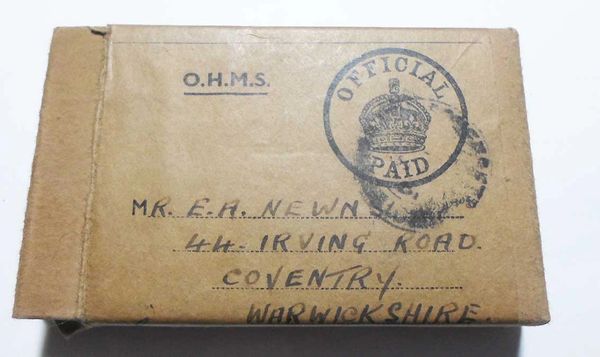 O.H.M.S.
OFFICIAL
PAID
MR. E.A. NEWN
44. IRVING ROAD.
COVENTRY.
WARWICKSHIRE.